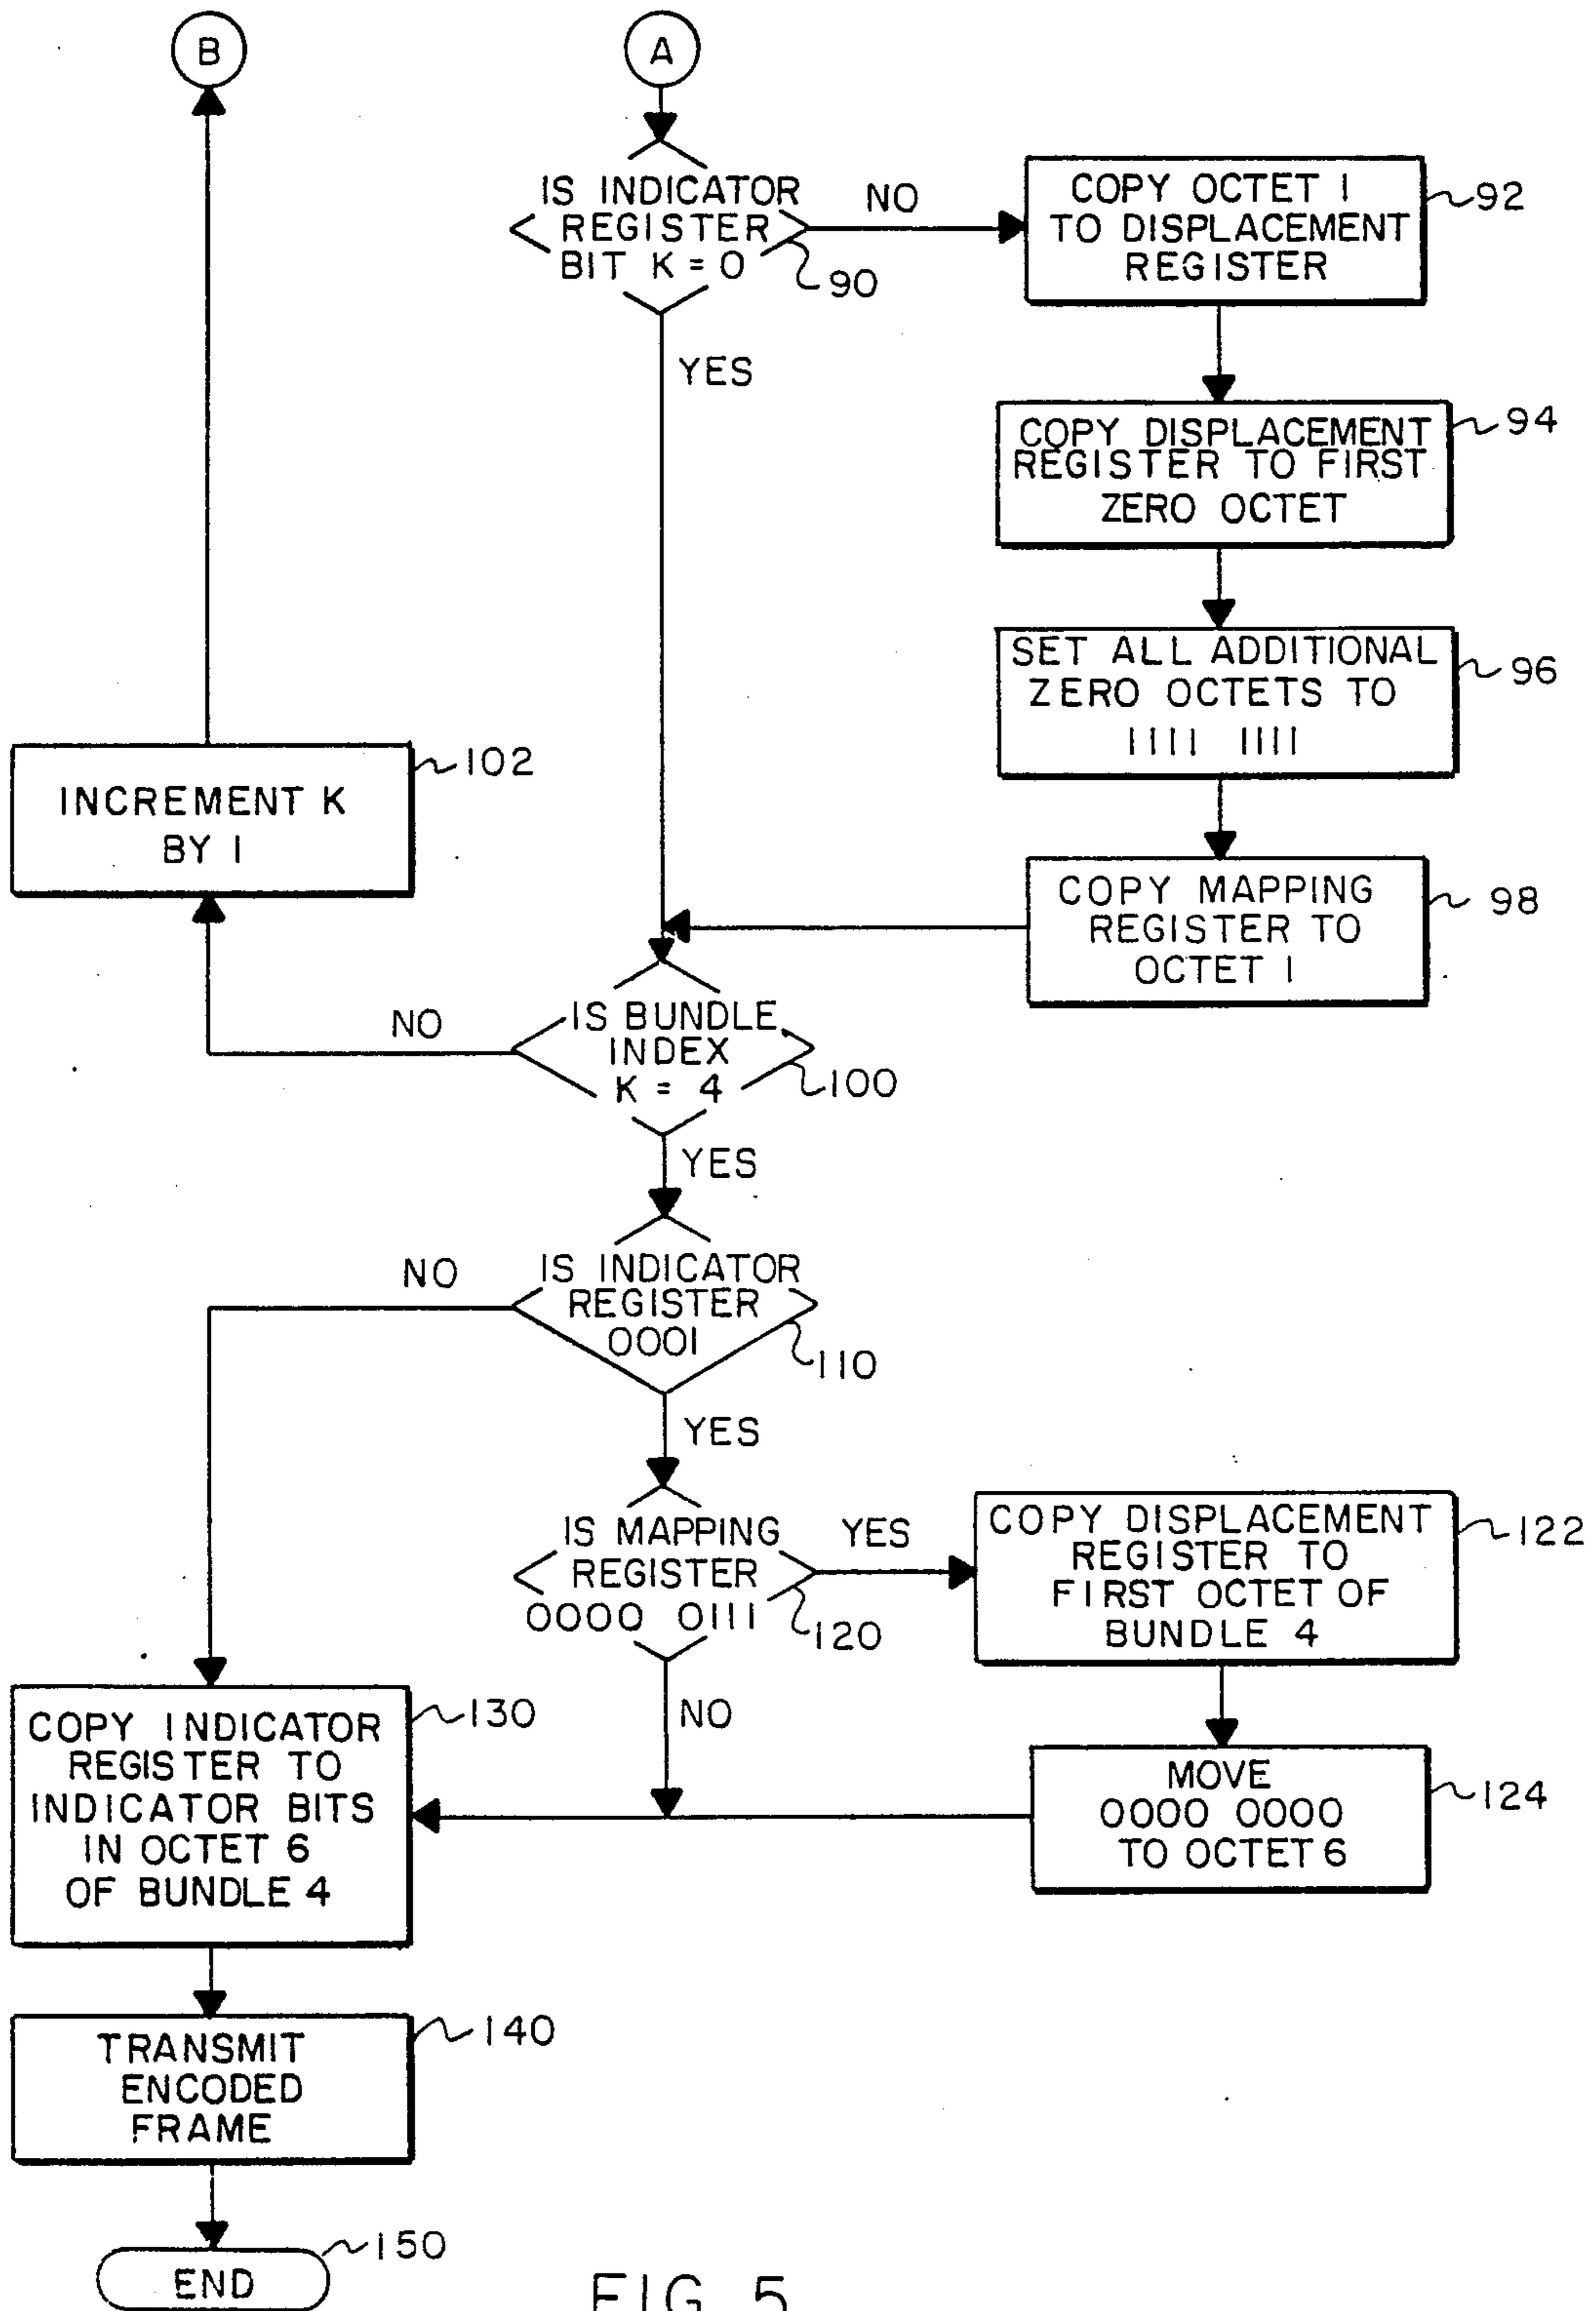 B
A
IS INDICATOR
REGISTER
BIT K = 0
90
NO
YES
COPY OCTET 1
TO DISPLACEMENT
REGISTER
92
COPY DISPLACEMENT
REGISTER TO FIRST
ZERO OCTET
94
SET ALL ADDITIONAL
ZERO OCTETS TO
1111 1111
96
COPY MAPPING
REGISTER TO
OCTET 1
98
INCREMENT K
BY 1
102
NO
IS BUNDLE
INDEX
K = 4
100
YES
NO
IS INDICATOR
REGISTER
0001
110
YES
IS MAPPING
REGISTER
0000 0111
120
YES
NO
COPY DISPLACEMENT
REGISTER TO
FIRST OCTET OF
BUNDLE 4
122
MOVE
0000 0000
TO OCTET 6
124
COPY INDICATOR
REGISTER TO
INDICATOR BITS
IN OCTET 6
OF BUNDLE 4
130
TRANSMIT
ENCODED
FRAME
140
END
150
FIG. 5